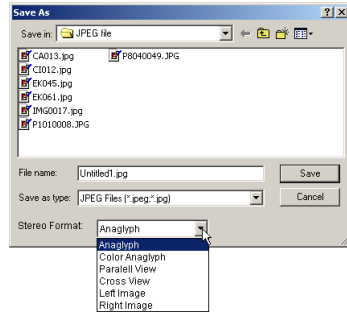 Save As
Save in: JPEG file
CA013.jpg P8040049.JPG
CI012.jpg
EK045.jpg
EK061.jpg
IMG0017.jpg
P1010008.JPG
File name: Untitled1.jpg Save
Save as type: JPEG Files (*.jpeg;*.jpg) Cancel
Stereo Format: Anaglyph
Anaglyph
Color Anaglyph
Paralell View
Cross View
Left Image
Right Image